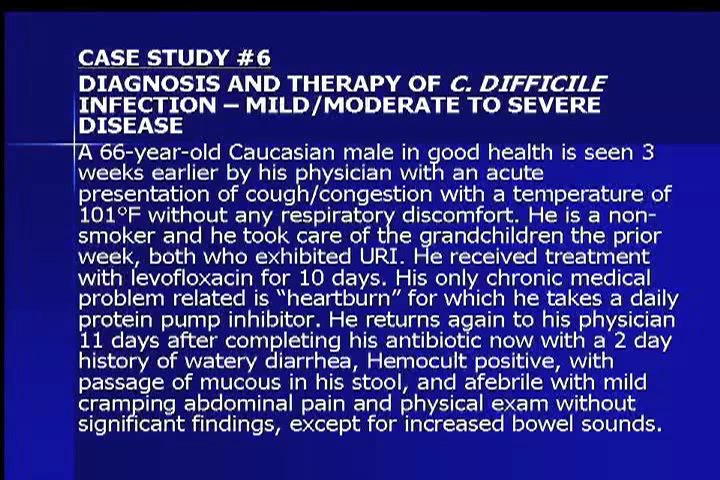 CASE STUDY #6
DIAGNOSIS AND THERAPY OF C. DIFFICILE
INFECTION – MILD/MODERATE TO SEVERE
DISEASE
A 66-year-old Caucasian male in good health is seen 3
weeks earlier by his physician with an acute
presentation of cough/congestion with a temperature of
101°F without any respiratory discomfort. He is a non-
smoker and he took care of the grandchildren the prior
week, both who exhibited URI. He received treatment
with levofloxacin for 10 days. His only chronic medical
problem related is “heartburn” for which he takes a daily
protein pump inhibitor. He returns again to his physician
11 days after completing his antibiotic now with a 2 day
history of watery diarrhea, Hemocult positive, with
passage of mucous in his stool, and afebrile with mild
cramping abdominal pain and physical exam without
significant findings, except for increased bowel sounds.